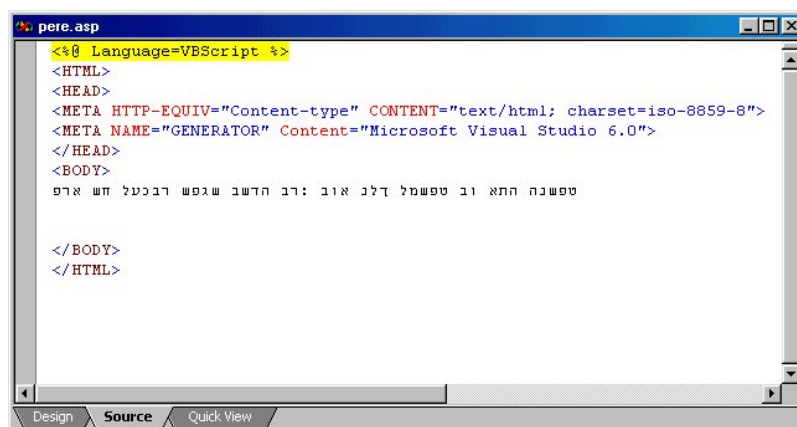 pere.asp
<%@ Language=VBScript %>
<HTML>
<HEAD>
<META HTTP-EQUIV="Content-type" CONTENT="text/html; charset=iso-8859-8">
<META NAME="GENERATOR" Content="Microsoft Visual Studio 6.0">
</HEAD>
<BODY>
פרא שח לעכבר שפגש בשדה בר: בוא נלך למשפט בו אתה הנשפט
</BODY>
</HTML>
Design Source Quick View